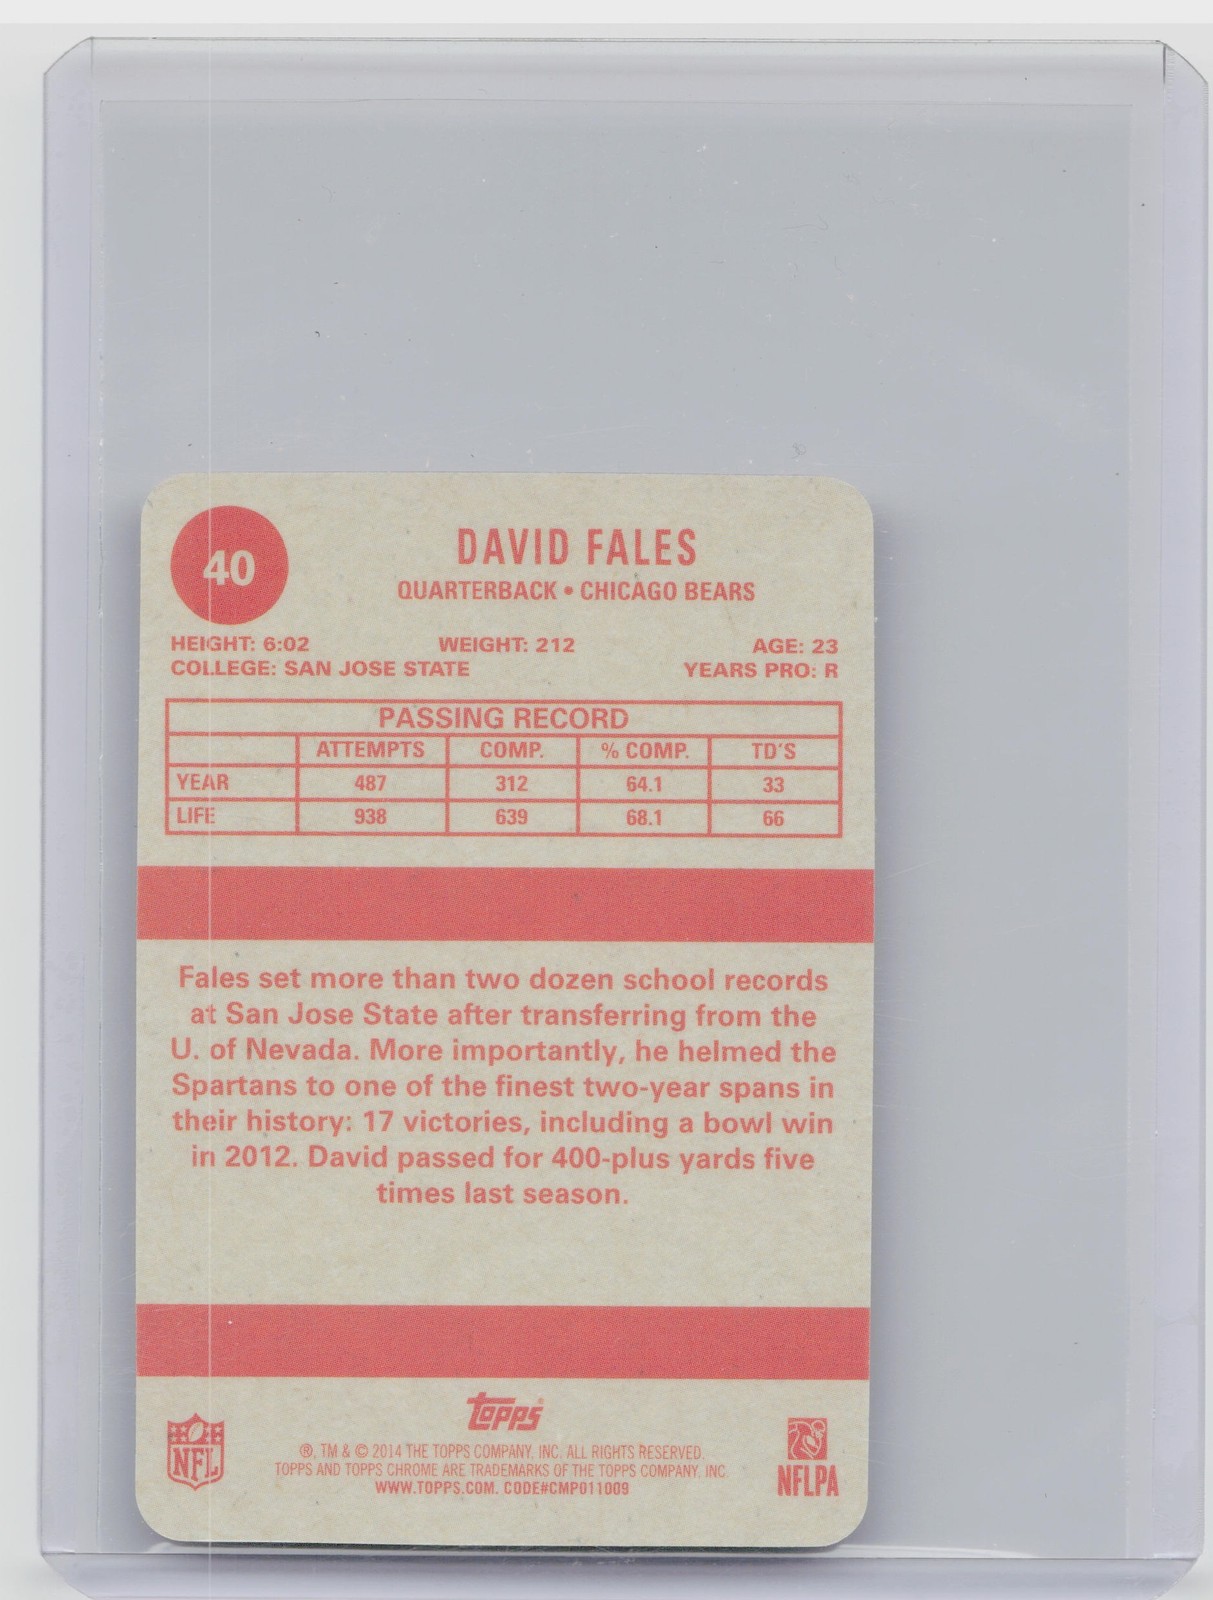 40
DAVID FALES
QUARTERBACK • CHICAGO BEARS
HEIGHT: 6:02 WEIGHT: 212 AGE: 23
COLLEGE: SAN JOSE STATE YEARS PRO: R
PASSING RECORD
ATTEMPTS COMP. % COMP. TD'S
YEAR 487 312 64.1 33
LIFE 938 639 68.1 66
Fales set more than two dozen school records
at San Jose State after transferring from the
U. of Nevada. More importantly, he helmed the
Spartans to one of the finest two-year spans in
their history: 17 victories, including a bowl win
in 2012. David passed for 400-plus yards five
times last season.
topps
®, TM & © 2014 THE TOPPS COMPANY, INC. ALL RIGHTS RESERVED.
TOPPS AND TOPPS CHROME ARE TRADEMARKS OF THE TOPPS COMPANY, INC.
WWW.TOPPS.COM. CODE#CMP011009
NFL
NFLPA